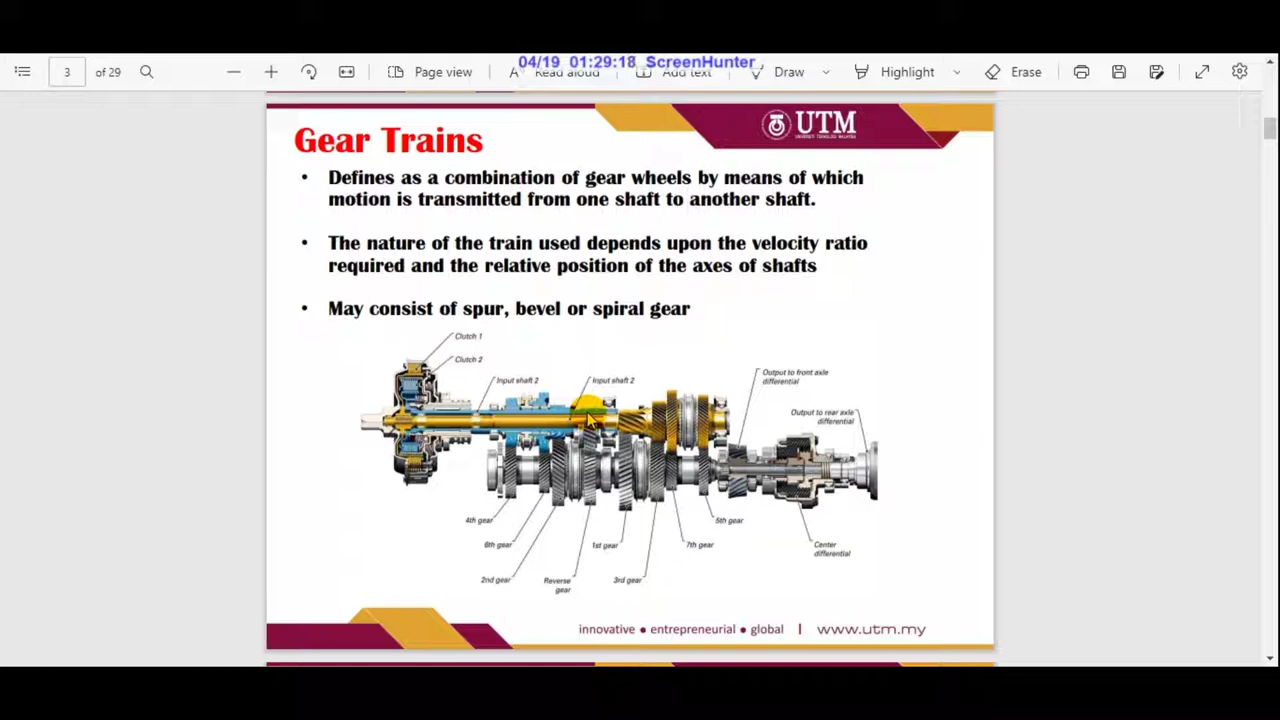 04/19 01:29:18 ScreenHunter
3 of 29
Page view
Read aloud
Add text
Draw
Highlight
Erase
UTM
UNIVERSITI TEKNOLOGI MALAYSIA
Gear Trains
• Defines as a combination of gear wheels by means of which
motion is transmitted from one shaft to another shaft.
• The nature of the train used depends upon the velocity ratio
required and the relative position of the axes of shafts
• May consist of spur, bevel or spiral gear
Clutch 1
Clutch 2
Input shaft 2
Input shaft 2
Output to front axle
differential
Output to rear axle
differential
4th gear
6th gear
2nd gear
Reverse
gear
1st gear
3rd gear
7th gear
5th gear
Center
differential
innovative ● entrepreneurial ● global | www.utm.my